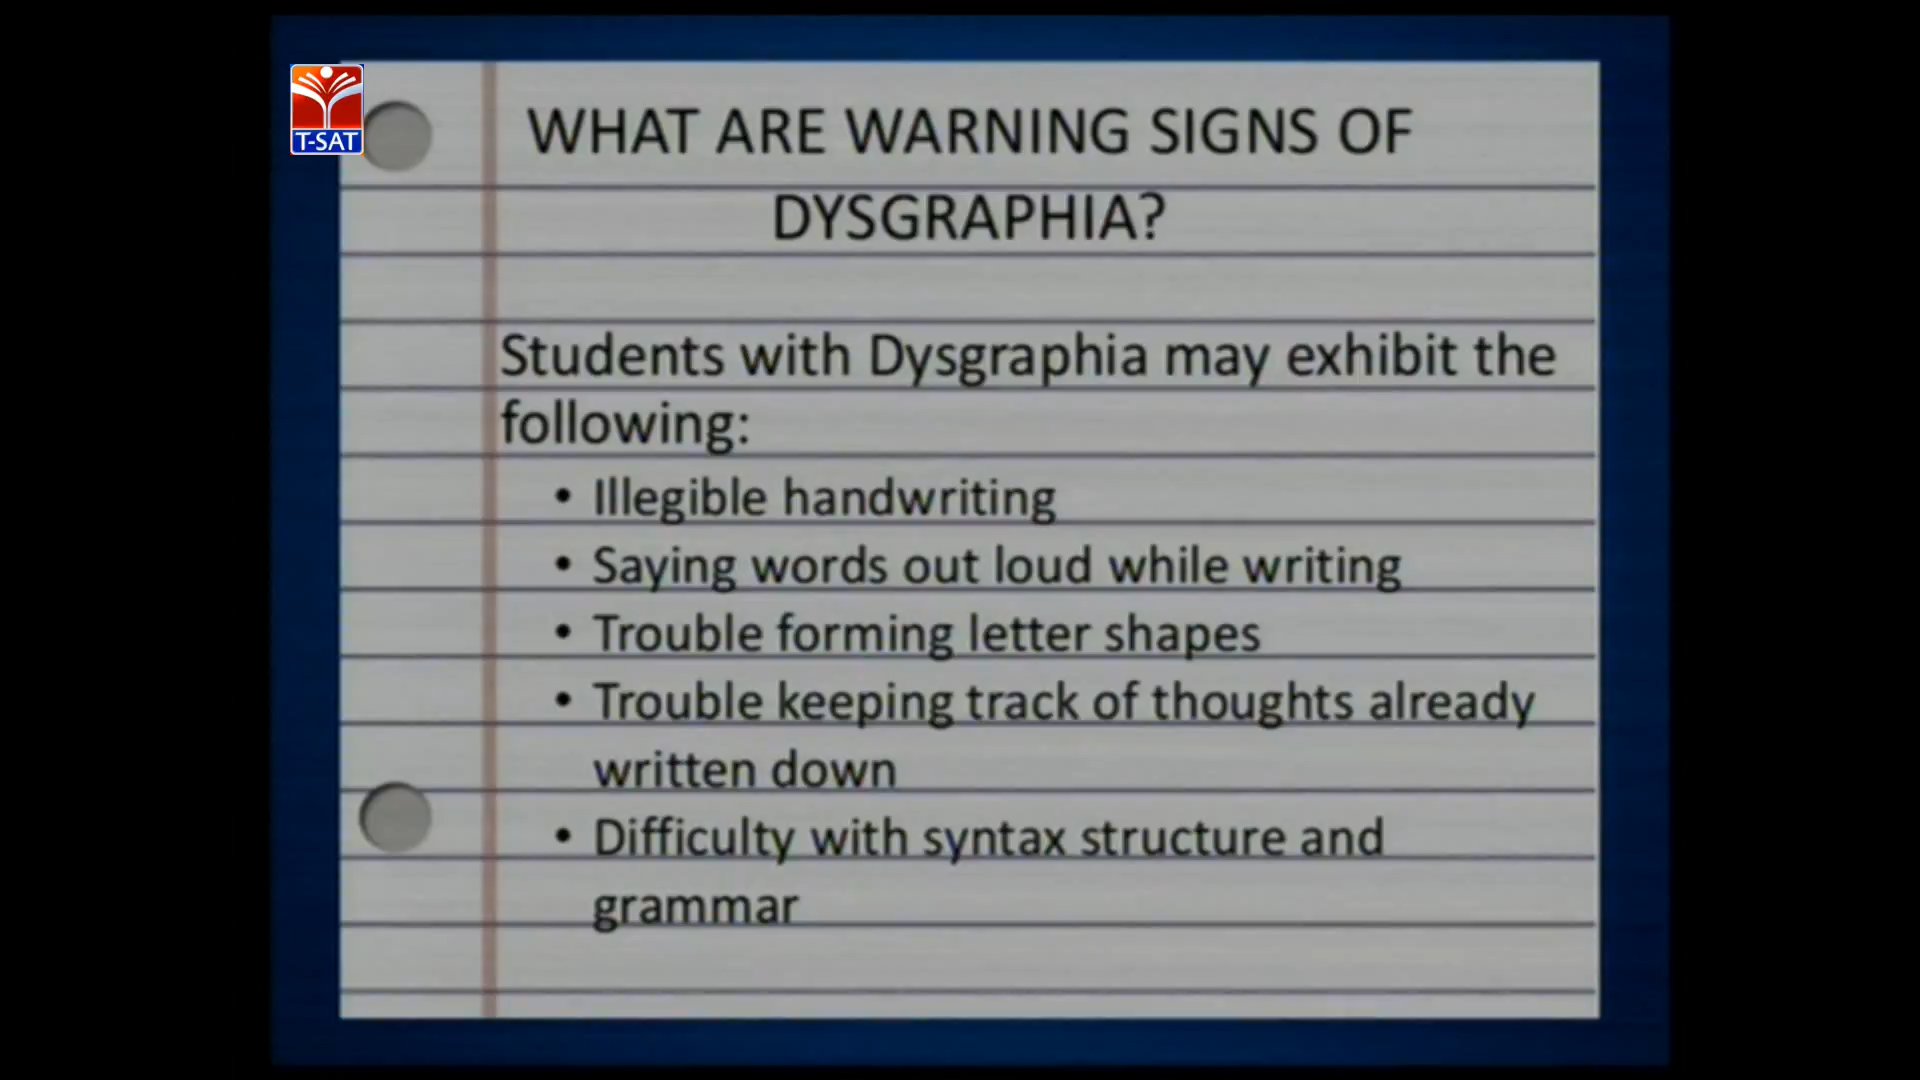 T-SAT
WHAT ARE WARNING SIGNS OF
DYSGRAPHIA?
Students with Dysgraphia may exhibit the
following:
• Illegible handwriting
• Saying words out loud while writing
• Trouble forming letter shapes
• Trouble keeping track of thoughts already
written down
• Difficulty with syntax structure and
grammar